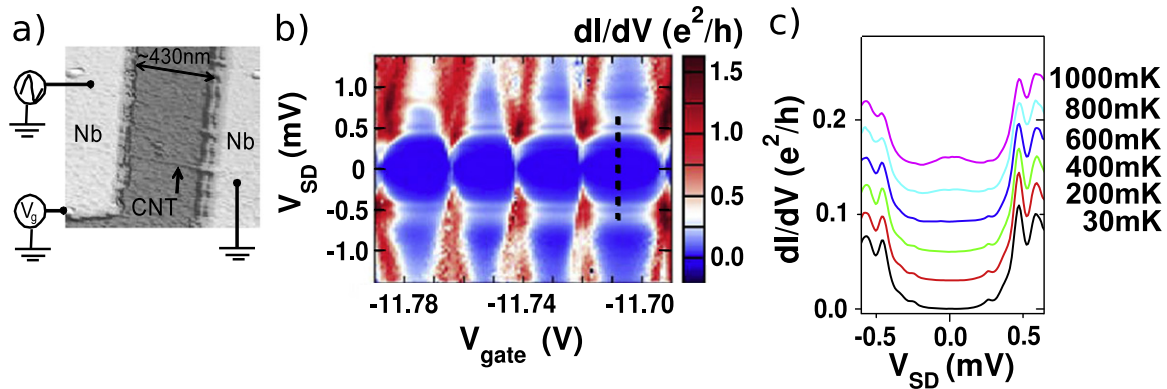 a)
~430nm
Nb
Nb
CNT
Vg
b)
dI/dV (e²/h)
V_SD (mV)
1.0
0.5
0
-0.5
-1.0
1.5
1.0
0.5
0.0
-11.78
-11.74
-11.70
V_gate (V)
c)
dI/dV (e²/h)
0.2
0.1
0.0
1000mK
800mK
600mK
400mK
200mK
30mK
-0.5
0.0
0.5
V_SD (mV)